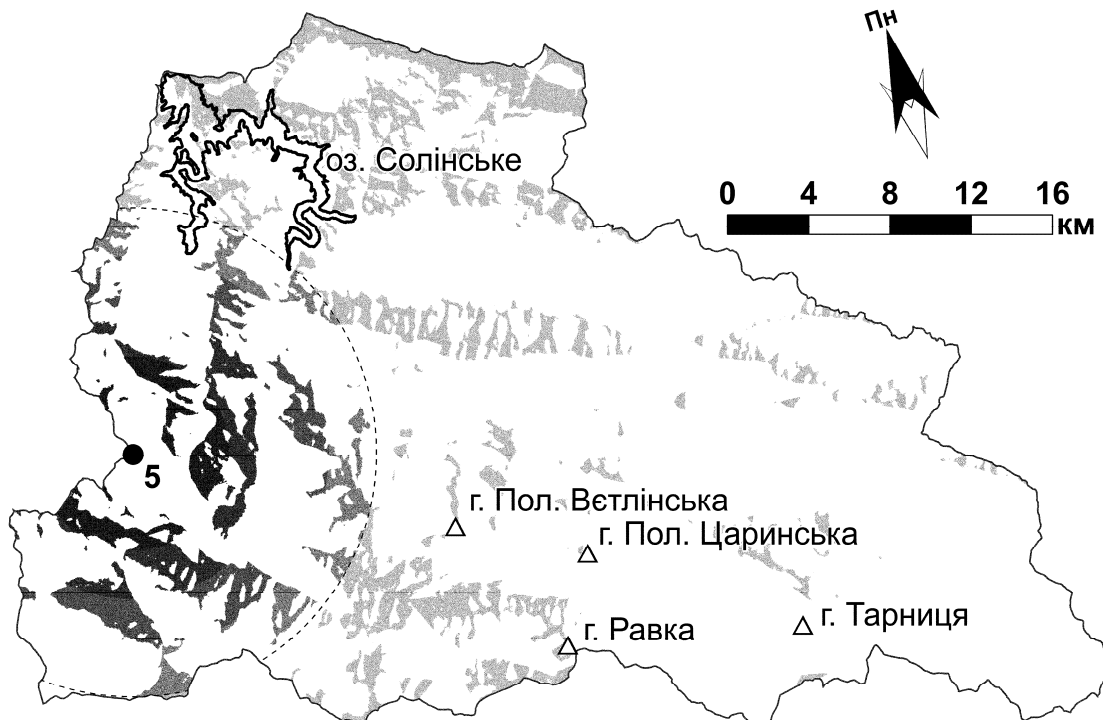 Пн
оз. Солінське
0 4 8 12 16
км
5
г. Пол. Вєтлінська
г. Пол. Царинська
г. Равка
г. Тарниця